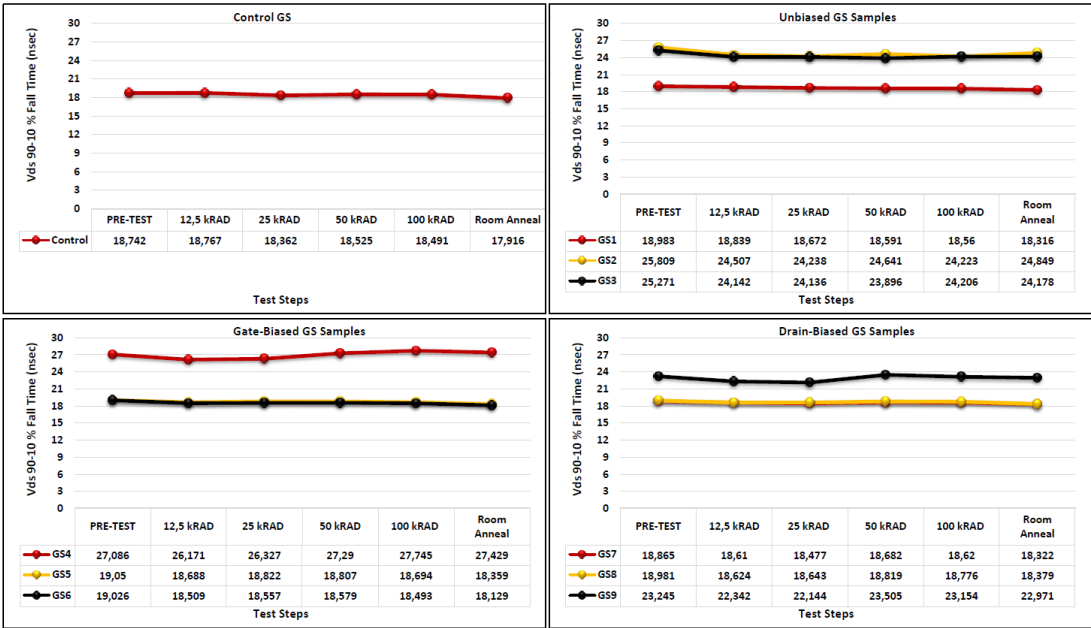 Control GS
Vds 90-10 % Fall Time (nsec)
30
27
24
21
18
15
12
9
6
3
0
PRE-TEST 12,5 kRAD 25 kRAD 50 kRAD 100 kRAD Room Anneal
Control 18,742 18,767 18,362 18,525 18,491 17,916
Test Steps
Unbiased GS Samples
Vds 90-10 % Fall Time (nsec)
30
27
24
21
18
15
12
9
6
3
0
PRE-TEST 12,5 kRAD 25 kRAD 50 kRAD 100 kRAD Room
Anneal
GS1 18,983 18,839 18,672 18,591 18,56 18,316
GS2 25,809 24,507 24,238 24,641 24,223 24,849
GS3 25,271 24,142 24,136 23,896 24,206 24,178
Test Steps
Gate-Biased GS Samples
Vds 90-10 % Fall Time (nsec)
30
27
24
21
18
15
12
9
6
3
0
PRE-TEST 12,5 kRAD 25 kRAD 50 kRAD 100 kRAD Room
Anneal
GS4 27,086 26,171 26,327 27,29 27,745 27,429
GS5 19,05 18,688 18,822 18,807 18,694 18,359
GS6 19,026 18,509 18,557 18,579 18,493 18,129
Test Steps
Drain-Biased GS Samples
Vds 90-10 % Fall Time (nsec)
30
27
24
21
18
15
12
9
6
3
0
PRE-TEST 12,5 kRAD 25 kRAD 50 kRAD 100 kRAD Room
Anneal
GS7 18,865 18,61 18,477 18,682 18,62 18,322
GS8 18,981 18,624 18,643 18,819 18,776 18,379
GS9 23,245 22,342 22,144 23,505 23,154 22,971
Test Steps